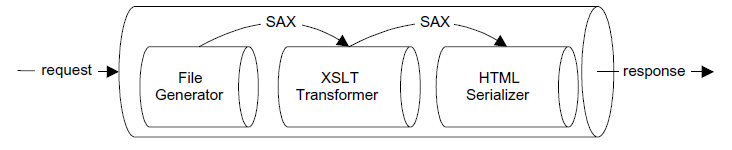 SAX
SAX
request
File
Generator
XSLT
Transformer
HTML
Serializer
response